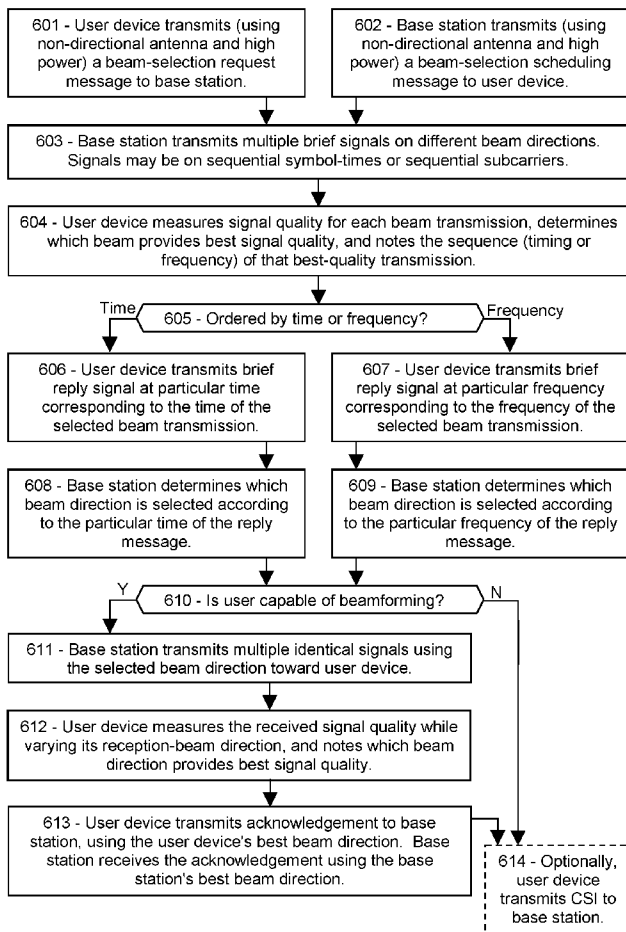 601 - User device transmits (using
non-directional antenna and high
power) a beam-selection request
message to base station.
602 - Base station transmits (using
non-directional antenna and high
power) a beam-selection scheduling
message to user device.
603 - Base station transmits multiple brief signals on different beam directions.
Signals may be on sequential symbol-times or sequential subcarriers.
604 - User device measures signal quality for each beam transmission, determines
which beam provides best signal quality, and notes the sequence (timing or
frequency) of that best-quality transmission.
Time
605 - Ordered by time or frequency?
Frequency
606 - User device transmits brief
reply signal at particular time
corresponding to the time of the
selected beam transmission.
607 - User device transmits brief
reply signal at particular frequency
corresponding to the frequency of the
selected beam transmission.
608 - Base station determines which
beam direction is selected according
to the particular time of the reply
message.
609 - Base station determines which
beam direction is selected according
to the particular frequency of the reply
message.
Y
610 - Is user capable of beamforming?
N
611 - Base station transmits multiple identical signals using
the selected beam direction toward user device.
612 - User device measures the received signal quality while
varying its reception-beam direction, and notes which beam
direction provides best signal quality.
613 - User device transmits acknowledgement to base
station, using the user device's best beam direction. Base
station receives the acknowledgement using the base
station's best beam direction.
614 - Optionally,
user device
transmits CSI to
base station.